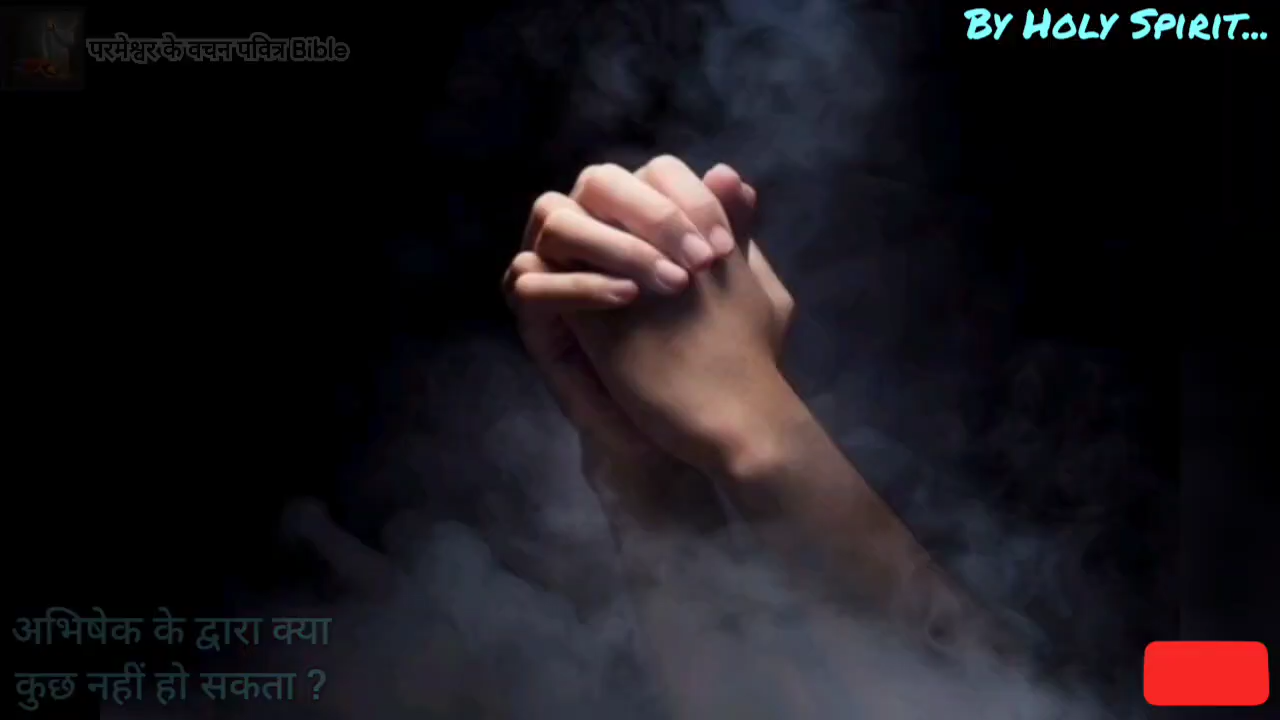 परमेश्वर के वचन पवित्र Bible
By Holy Spirit...
अभिषेक के द्वारा क्या
कुछ नहीं हो सकता ?